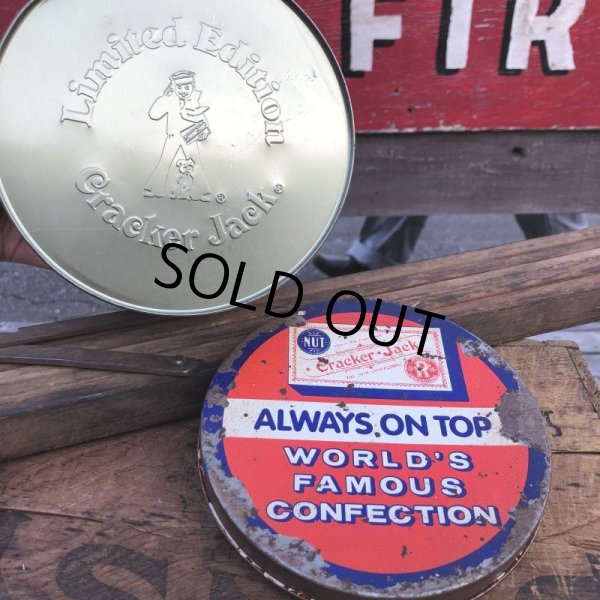 FIR
Limited Edition
Cracker Jack®
®
SOLD OUT
NUT
Cracker Jack
ALWAYS ON TOP
WORLD'S
FAMOUS
CONFECTION